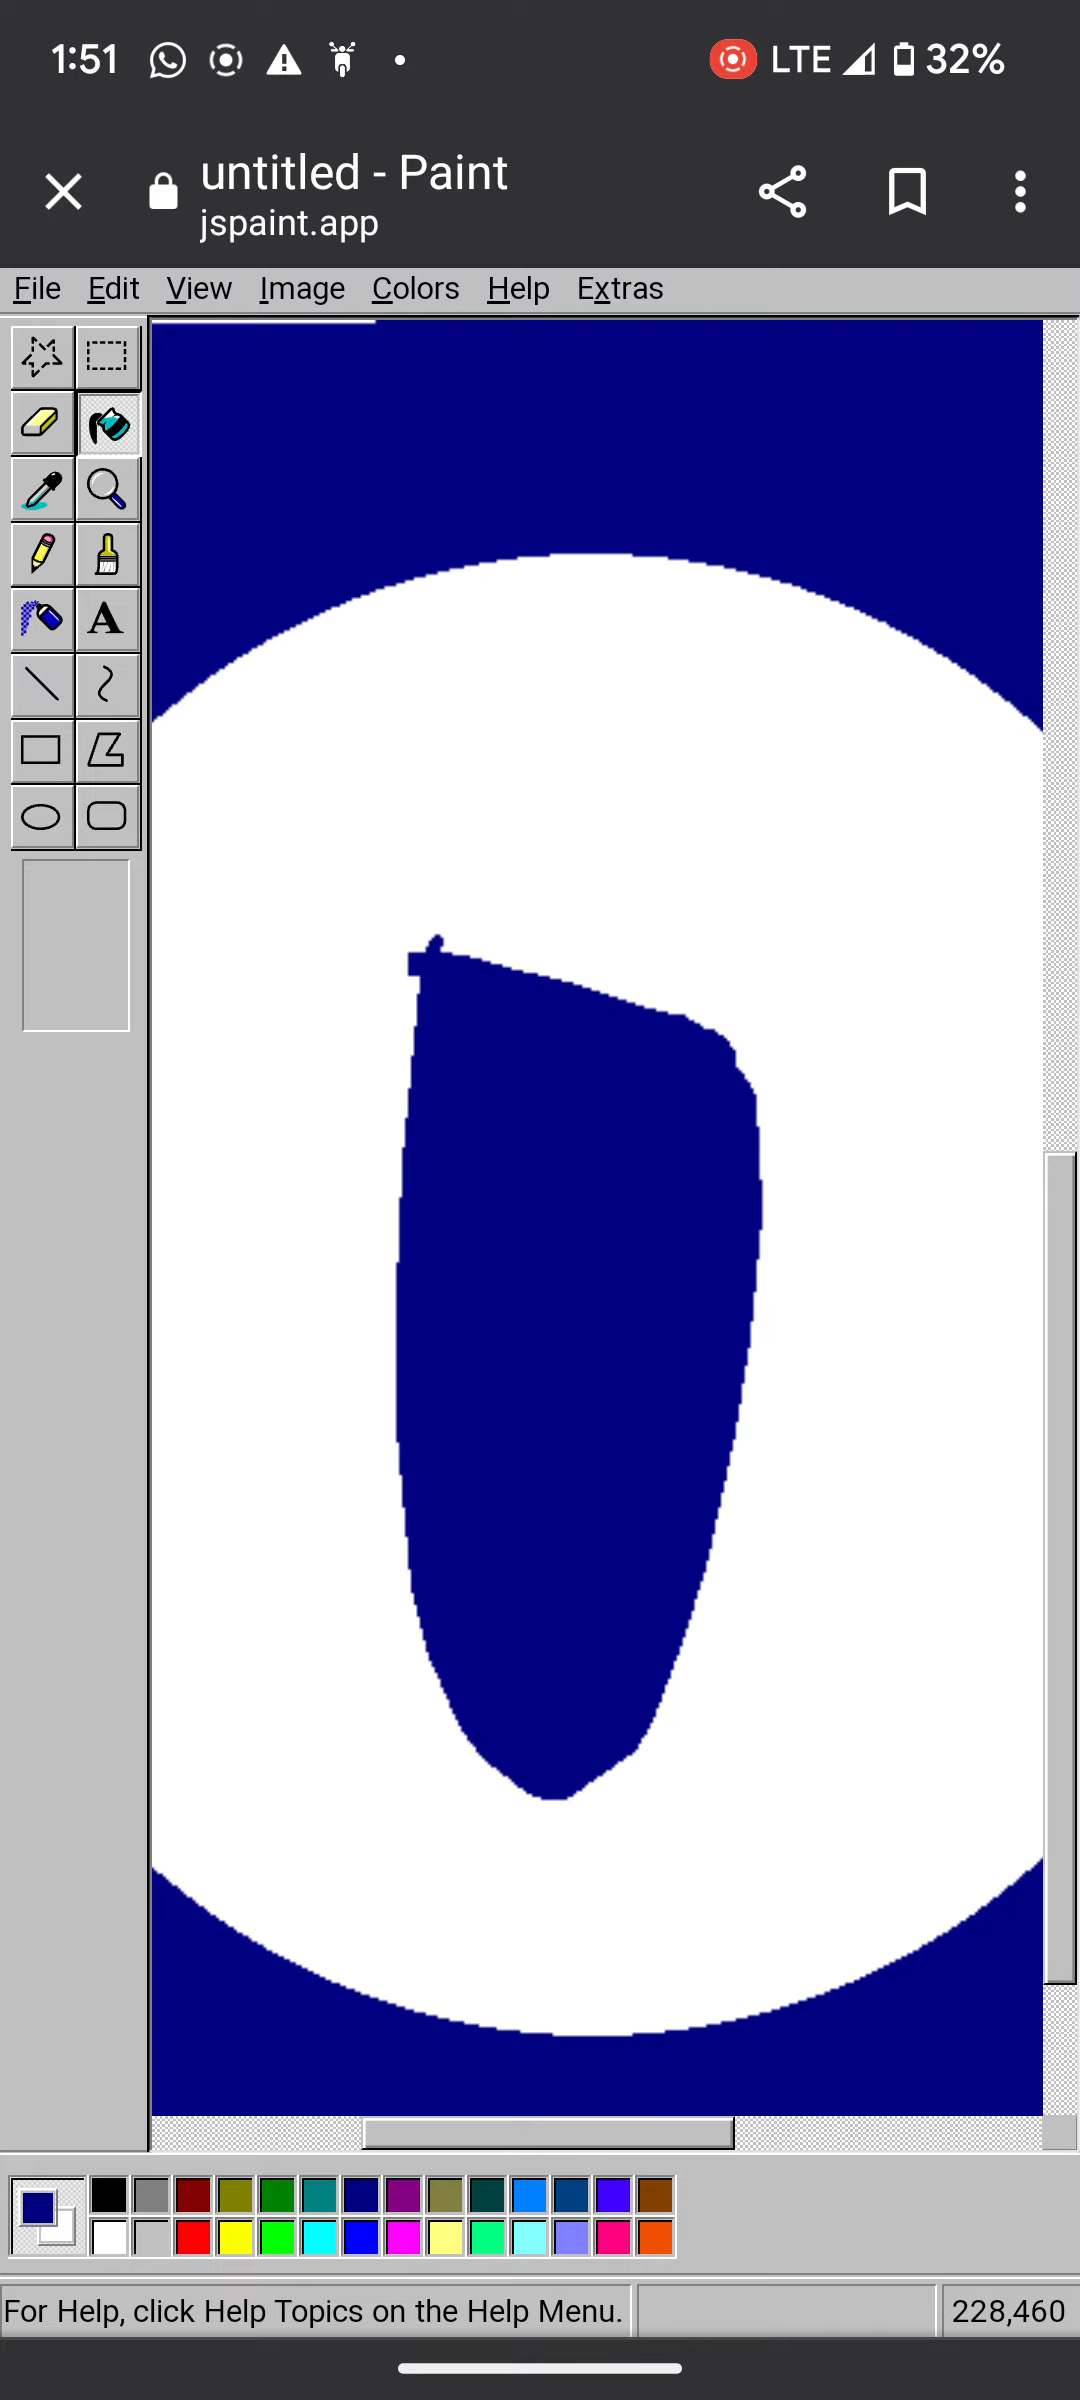 1:51 LTE 32%
untitled - Paint
jspaint.app
File Edit View Image Colors Help Extras
A
For Help, click Help Topics on the Help Menu. 228,460